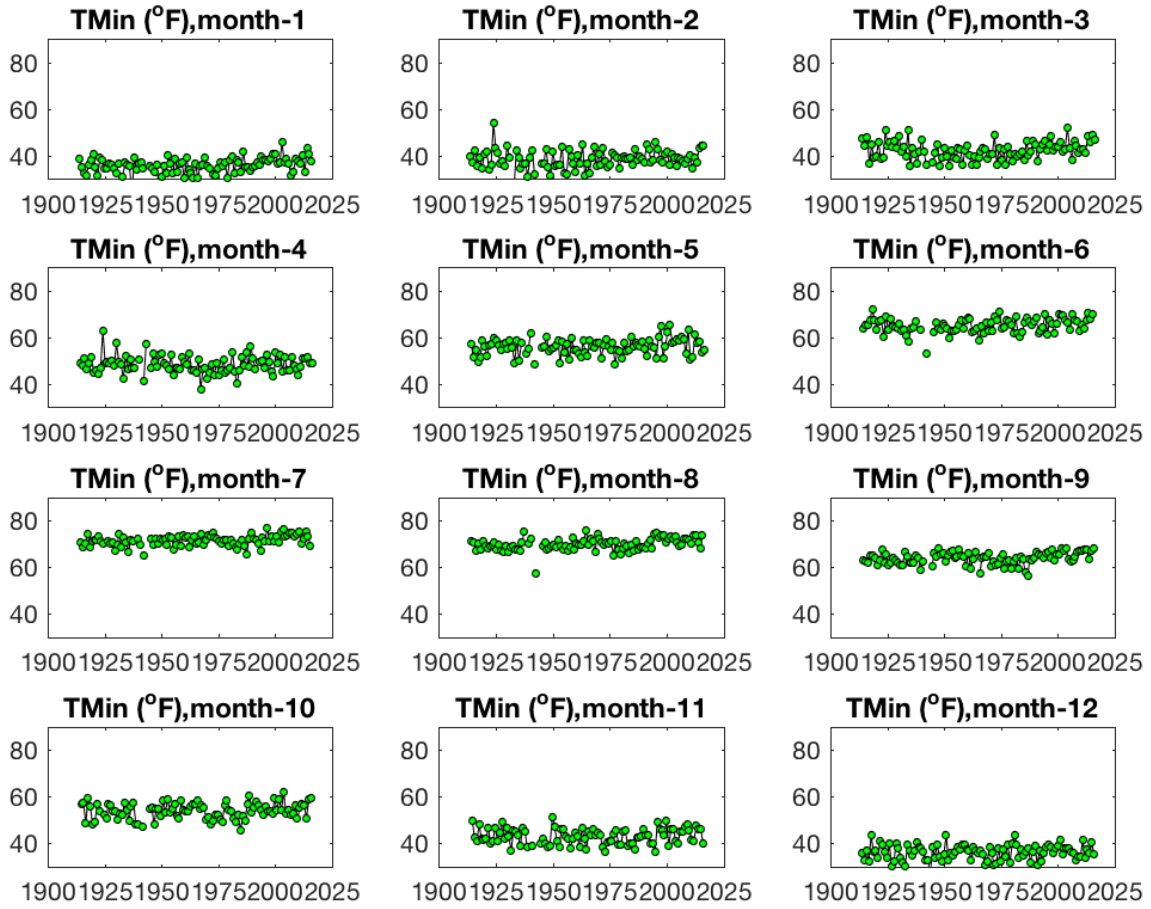 TMin (°F),month-1
TMin (°F),month-2
TMin (°F),month-3
80
60
40
1900 1925 1950 1975 2000 2025
80
60
40
1900 1925 1950 1975 2000 2025
80
60
40
1900 1925 1950 1975 2000 2025
TMin (°F),month-4
TMin (°F),month-5
TMin (°F),month-6
80
60
40
1900 1925 1950 1975 2000 2025
80
60
40
1900 1925 1950 1975 2000 2025
80
60
40
1900 1925 1950 1975 2000 2025
TMin (°F),month-7
TMin (°F),month-8
TMin (°F),month-9
80
60
40
1900 1925 1950 1975 2000 2025
80
60
40
1900 1925 1950 1975 2000 2025
80
60
40
1900 1925 1950 1975 2000 2025
TMin (°F),month-10
TMin (°F),month-11
TMin (°F),month-12
80
60
40
1900 1925 1950 1975 2000 2025
80
60
40
1900 1925 1950 1975 2000 2025
80
60
40
1900 1925 1950 1975 2000 2025